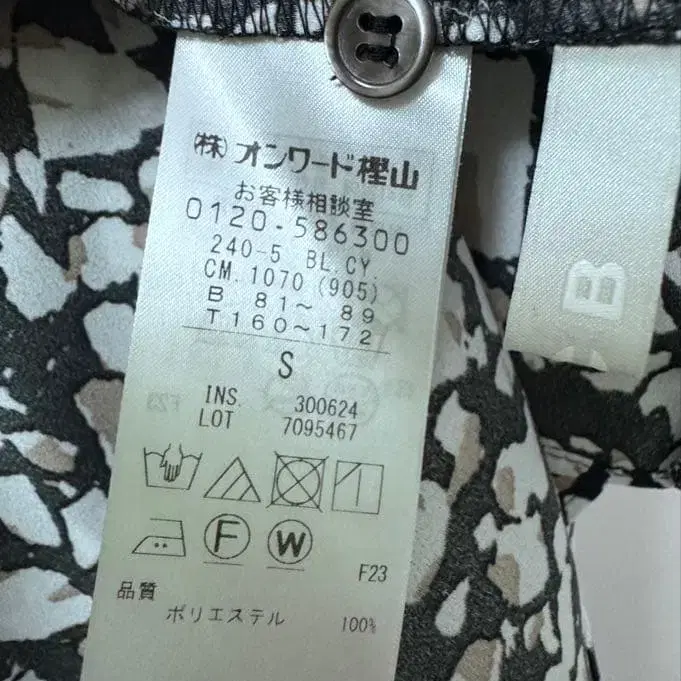 (株) オンワード樫山
お客様相談室
0120-586300
240-5 BL.CY.
CM.1070 (905)
B 81～ 89
T160～172
S
INS. 300624
LOT 7095467
F W
F23
品質
ポリエステル 100%
B
F23